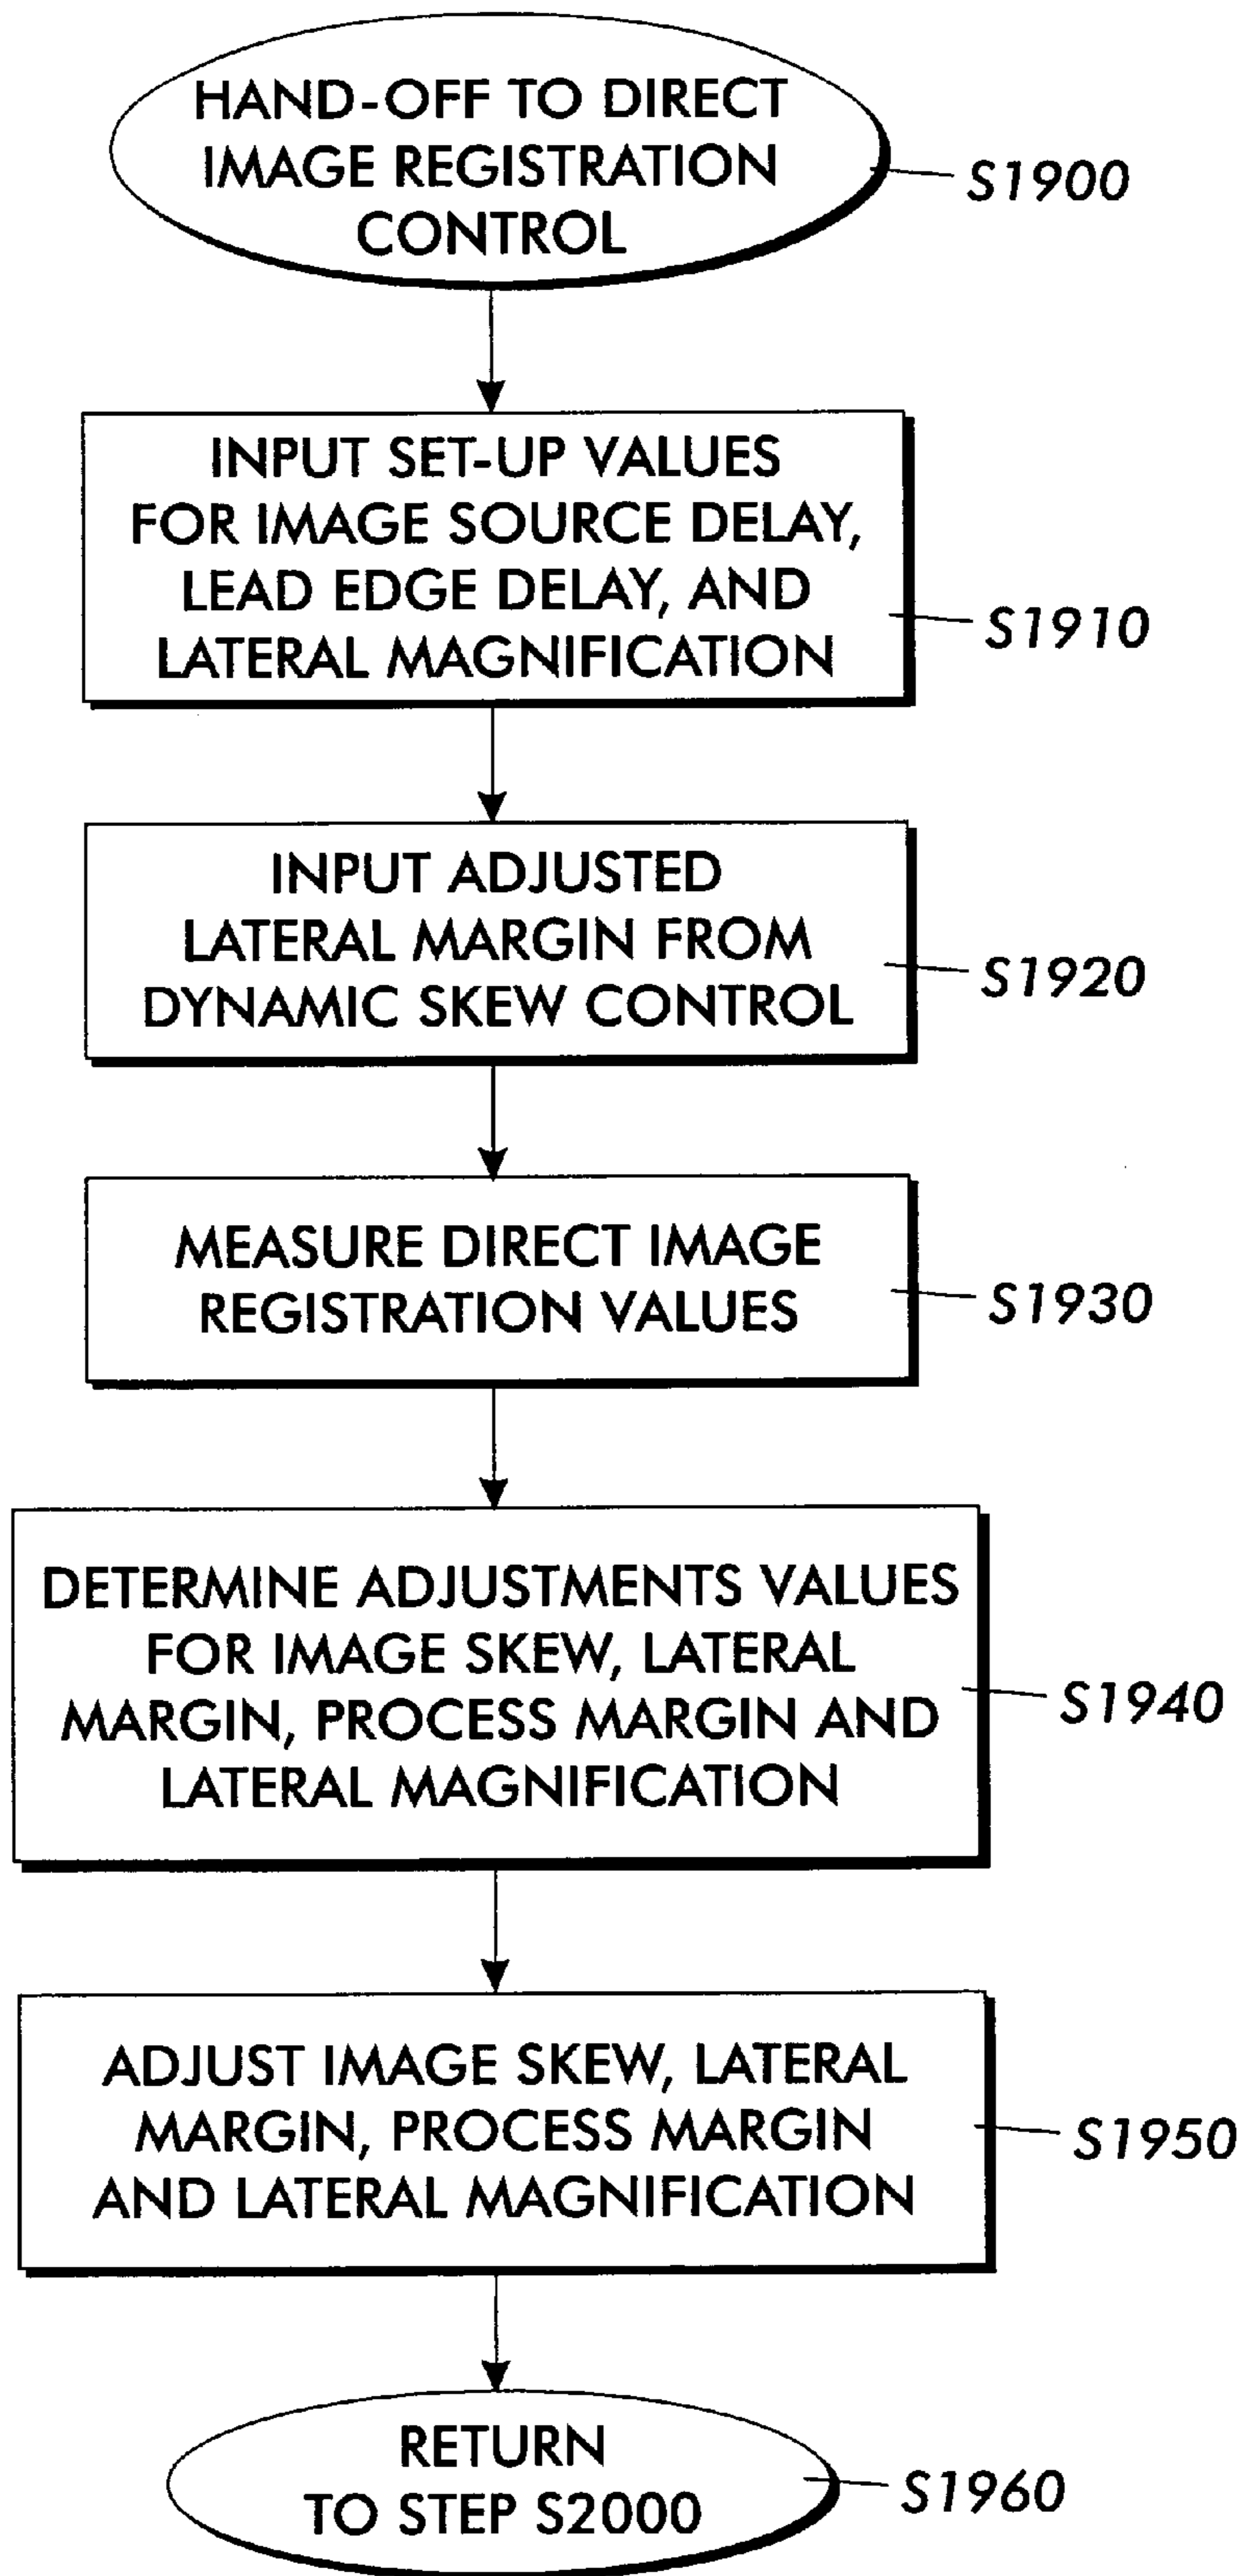 HAND-OFF TO DIRECT
IMAGE REGISTRATION
CONTROL
S1900
INPUT SET-UP VALUES
FOR IMAGE SOURCE DELAY,
LEAD EDGE DELAY, AND
LATERAL MAGNIFICATION
S1910
INPUT ADJUSTED
LATERAL MARGIN FROM
DYNAMIC SKEW CONTROL
S1920
MEASURE DIRECT IMAGE
REGISTRATION VALUES
S1930
DETERMINE ADJUSTMENTS VALUES
FOR IMAGE SKEW, LATERAL
MARGIN, PROCESS MARGIN AND
LATERAL MAGNIFICATION
S1940
ADJUST IMAGE SKEW, LATERAL
MARGIN, PROCESS MARGIN
AND LATERAL MAGNIFICATION
S1950
RETURN
TO STEP S2000
S1960